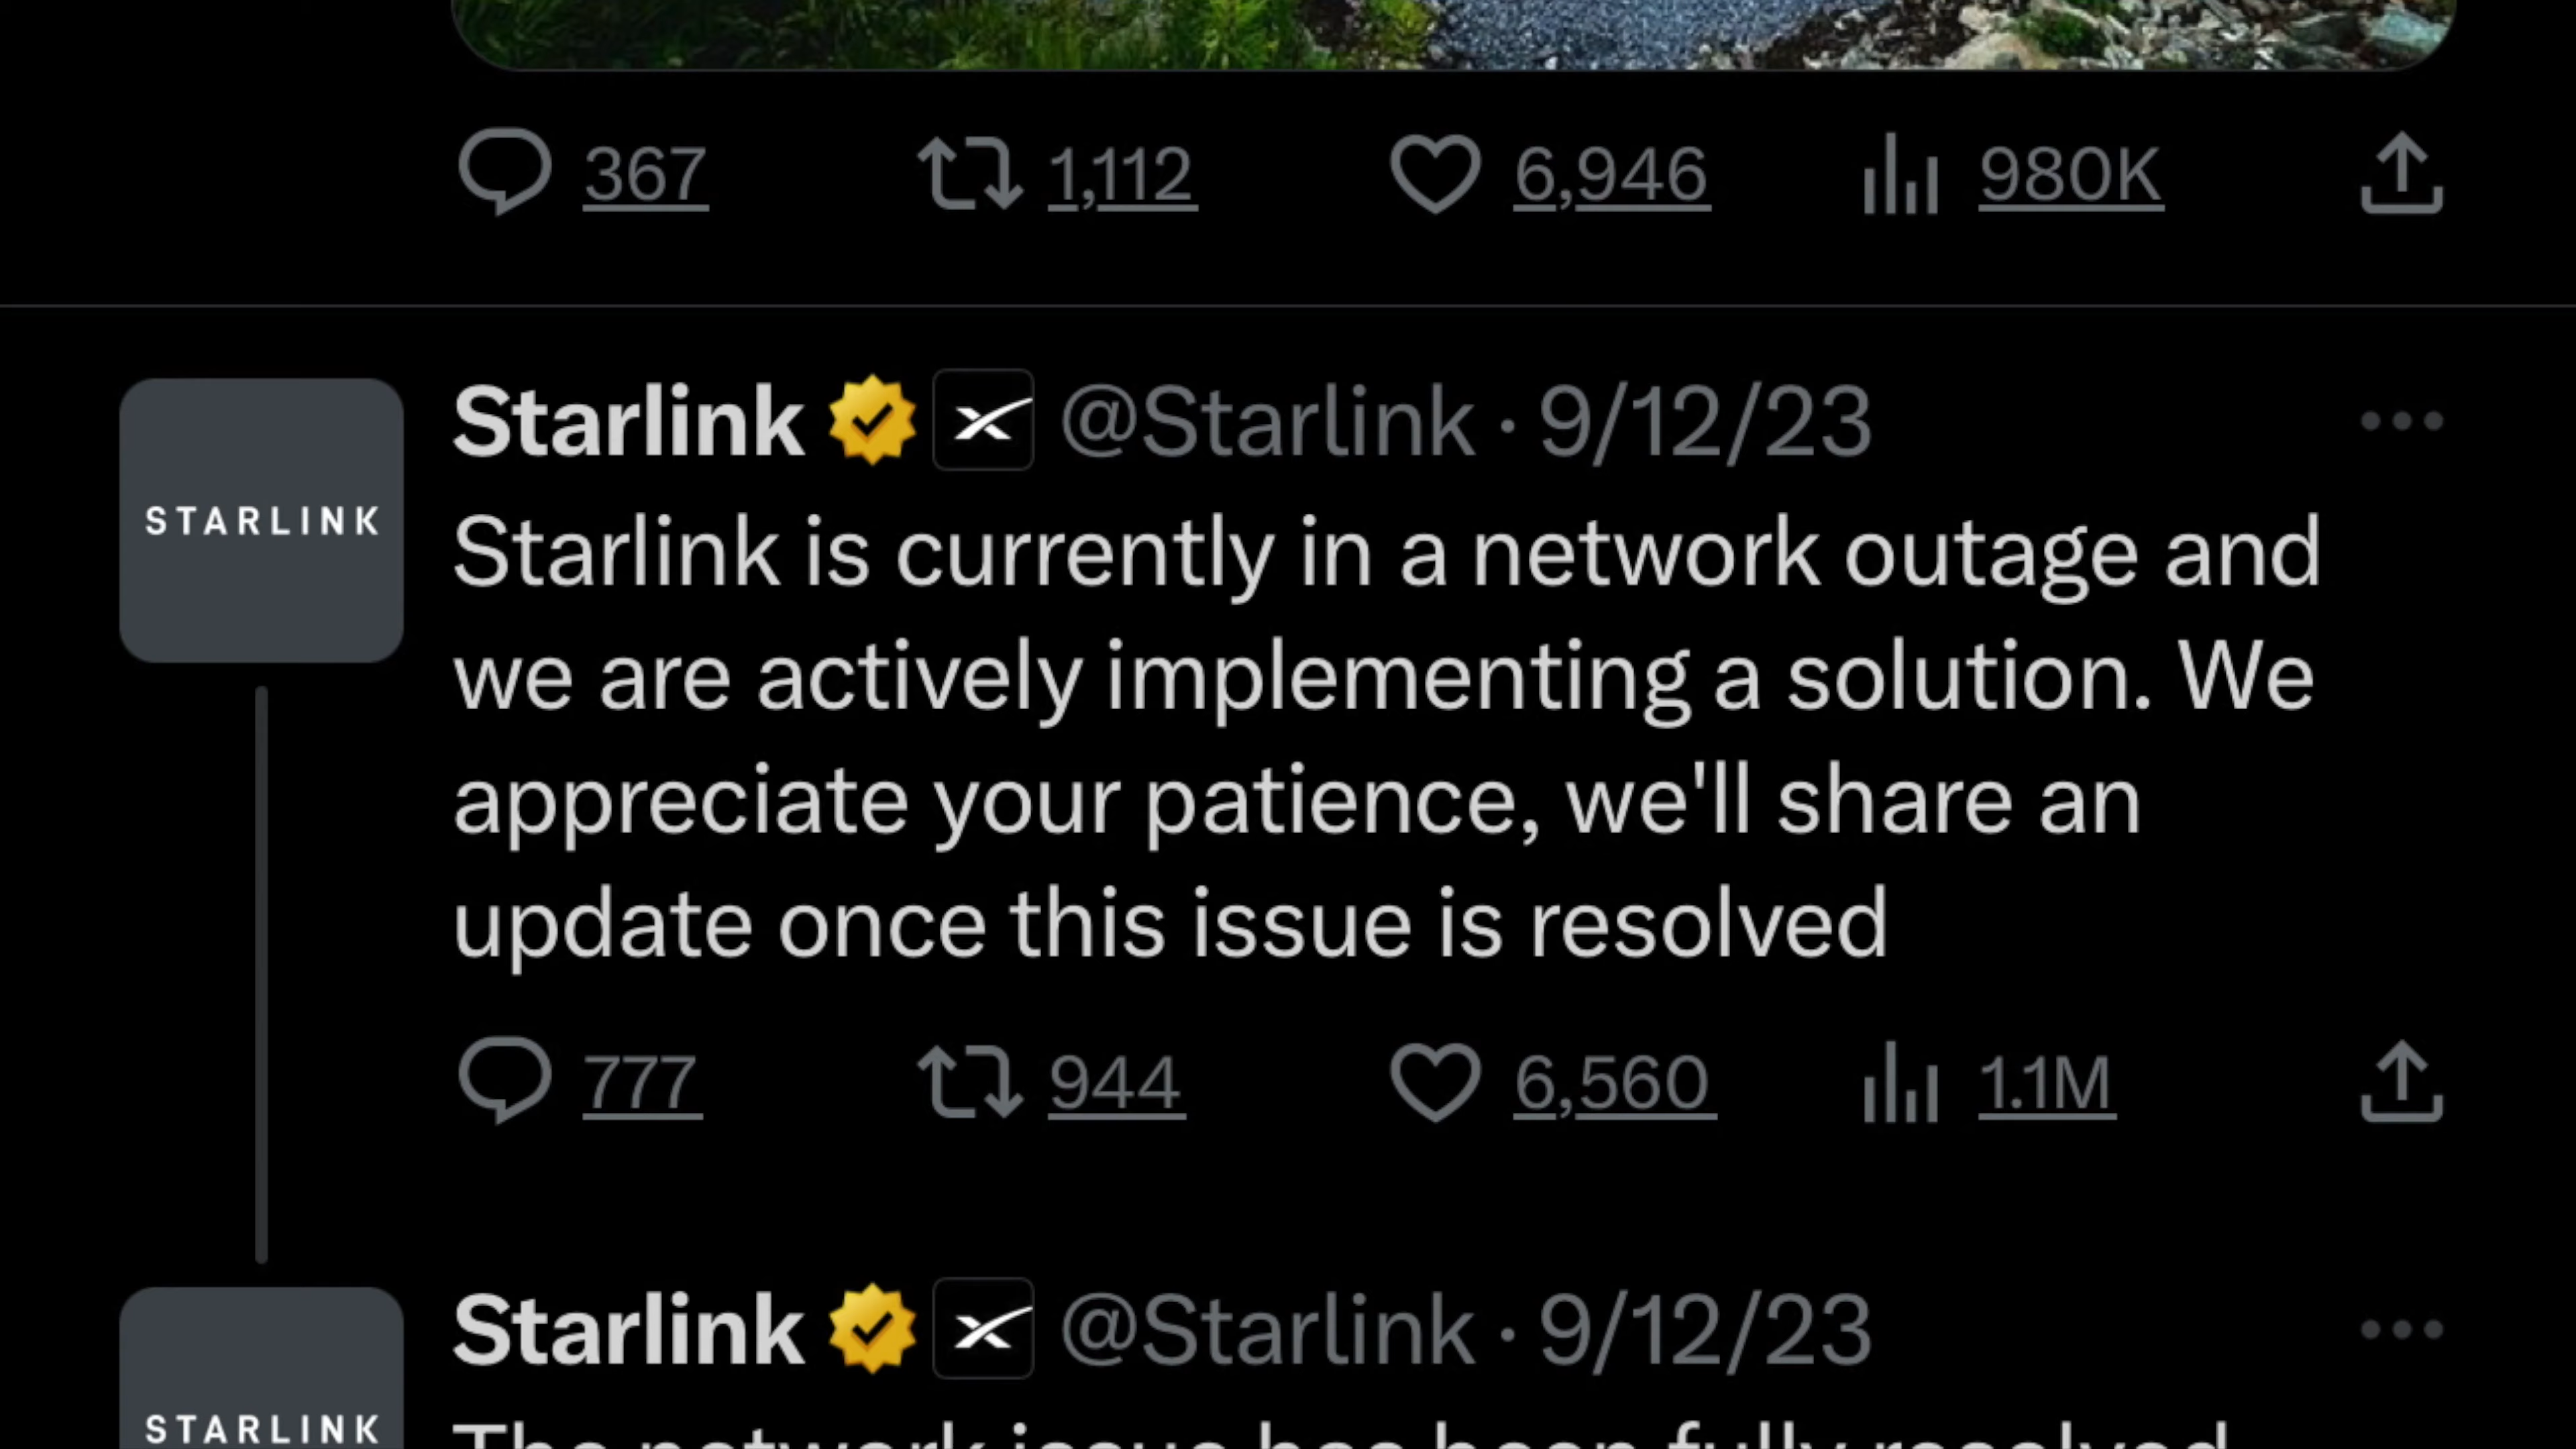 367 1,112 6,946 980K
Starlink @Starlink · 9/12/23
STARLINK
Starlink is currently in a network outage and
we are actively implementing a solution. We
appreciate your patience, we'll share an
update once this issue is resolved
777 944 6,560 1.1M
Starlink @Starlink · 9/12/23
STARLINK
The network issue has been fully resolved